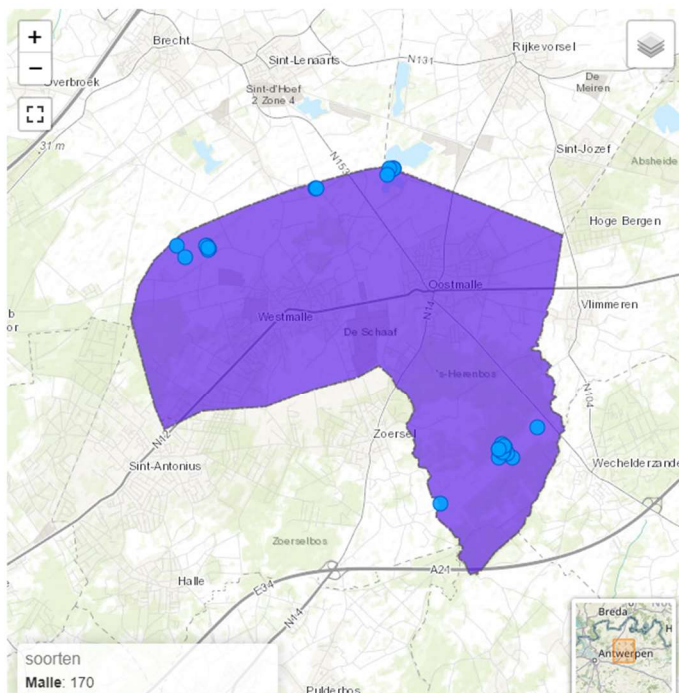 +
Brecht
Rijkevorsel
Sint-Lenaarts
N131
−
Overbroek
De
Meiren
Sint-d'Hoef
2 Zone 4
31 m
N153
Sint-Jozef
Absheide
Hoge Bergen
Oostmalle
Vlimmeren
Westmalle
N14
De Schaaf
's-Herenbos
N104
Zoersel
N12
Sint-Antonius
Wechelderzande
Zoerselbos
A21
Halle
E34
N14
Breda
Antwerpen
soorten
Malle: 170
Pulderbos